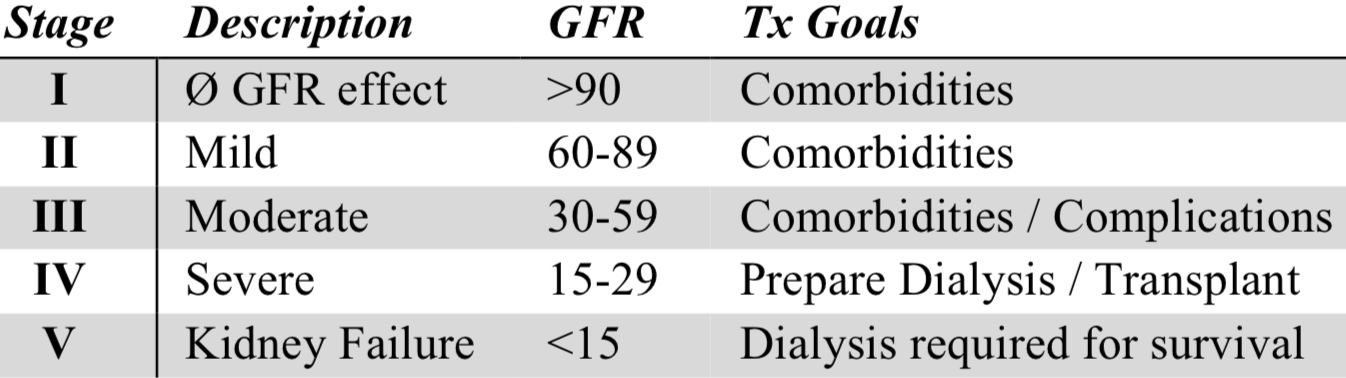 Stage Description GFR Tx Goals
I Ø GFR effect >90 Comorbidities
II Mild 60-89 Comorbidities
III Moderate 30-59 Comorbidities / Complications
IV Severe 15-29 Prepare Dialysis / Transplant
V Kidney Failure <15 Dialysis required for survival